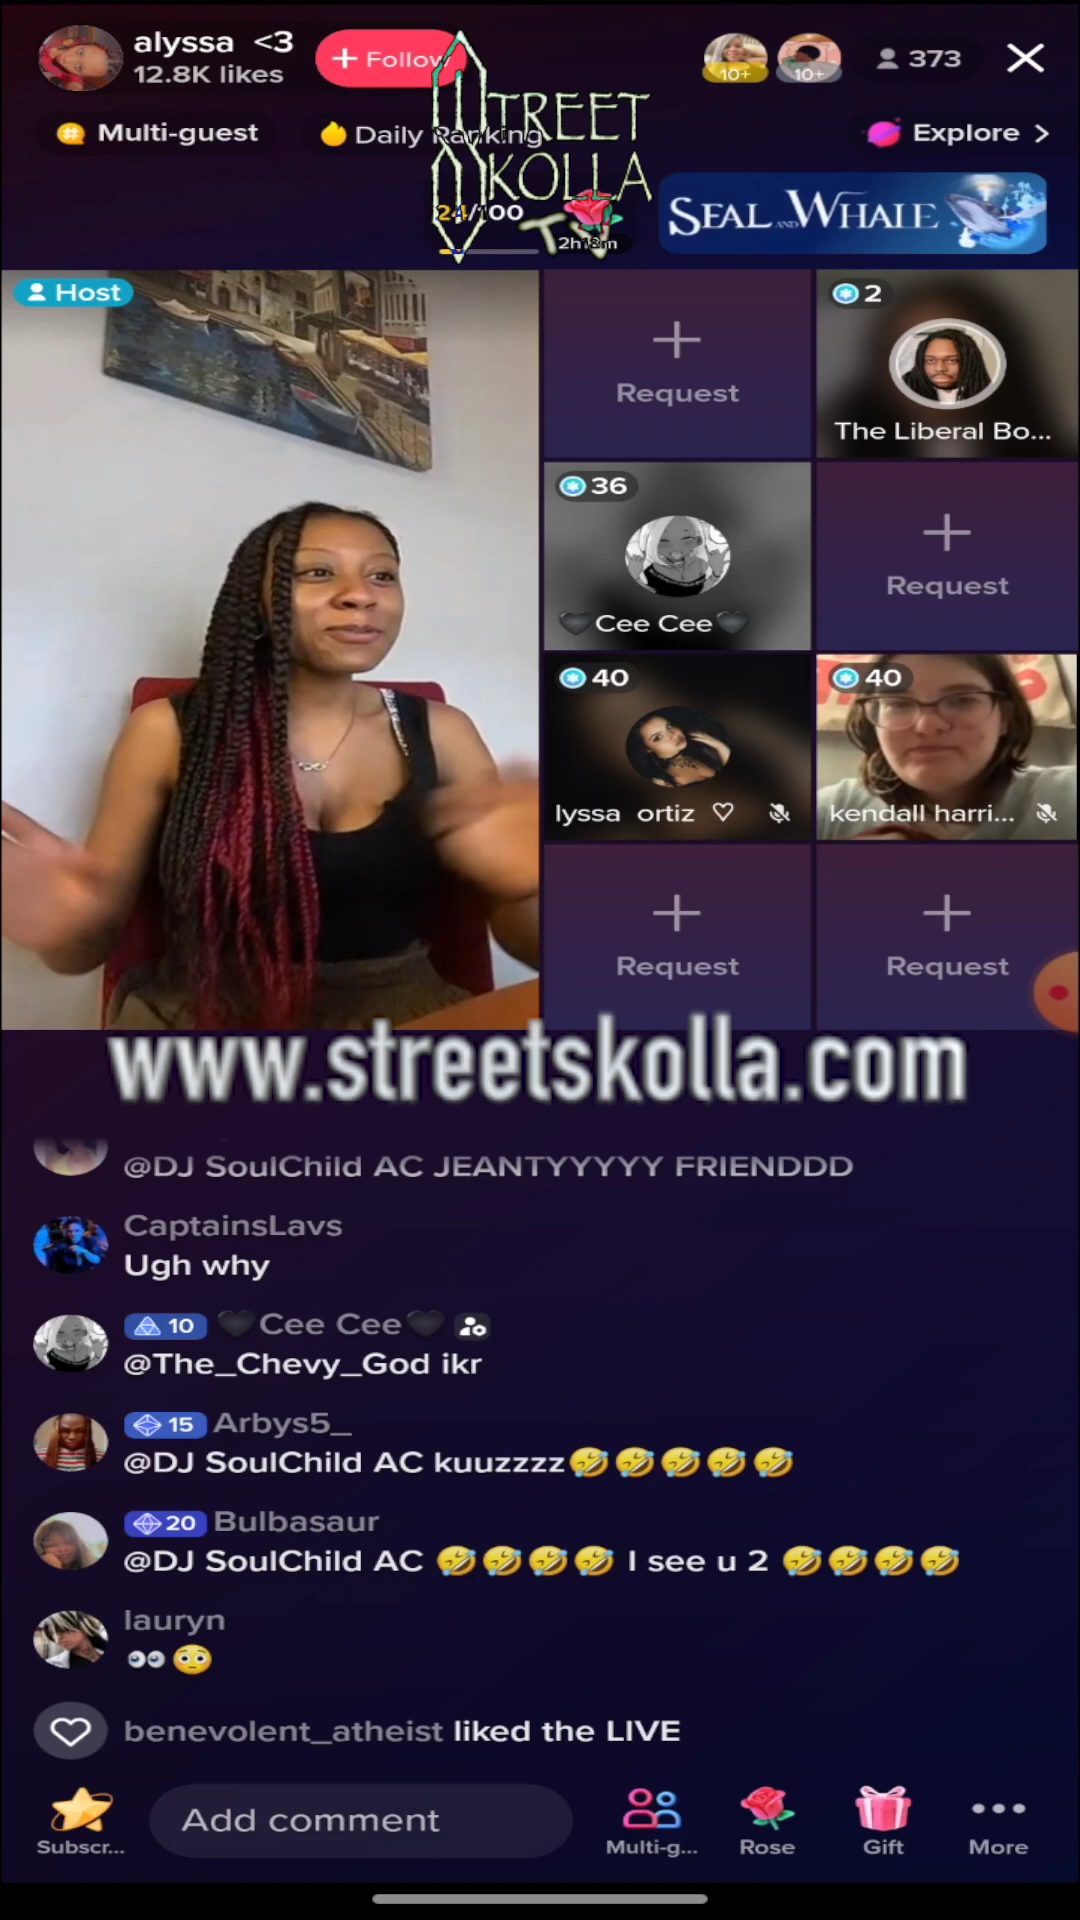 alyssa <3
12.8K likes
+ Follow
10+
10+
373
Multi-guest
Daily Ranking
Explore >
STREET
SKOLLA
TV
24/100
2h18m
SEAL AND WHALE
Host
Request
2
The Liberal Bo...
36
🖤Cee Cee🖤
Request
40
lyssa ortiz ♡
40
kendall harri...
Request
Request
www.streetskolla.com
@DJ SoulChild AC JEANTYYYYY FRIENDDD
CaptainsLavs
Ugh why
10 🖤Cee Cee🖤
@The_Chevy_God ikr
15 Arbys5_
@DJ SoulChild AC kuuzzzz🤣🤣🤣🤣🤣
20 Bulbasaur
@DJ SoulChild AC 🤣🤣🤣🤣 I see u 2 🤣🤣🤣🤣
lauryn
👀😳
benevolent_atheist liked the LIVE
Subscr...
Add comment
Multi-g...
Rose
Gift
More